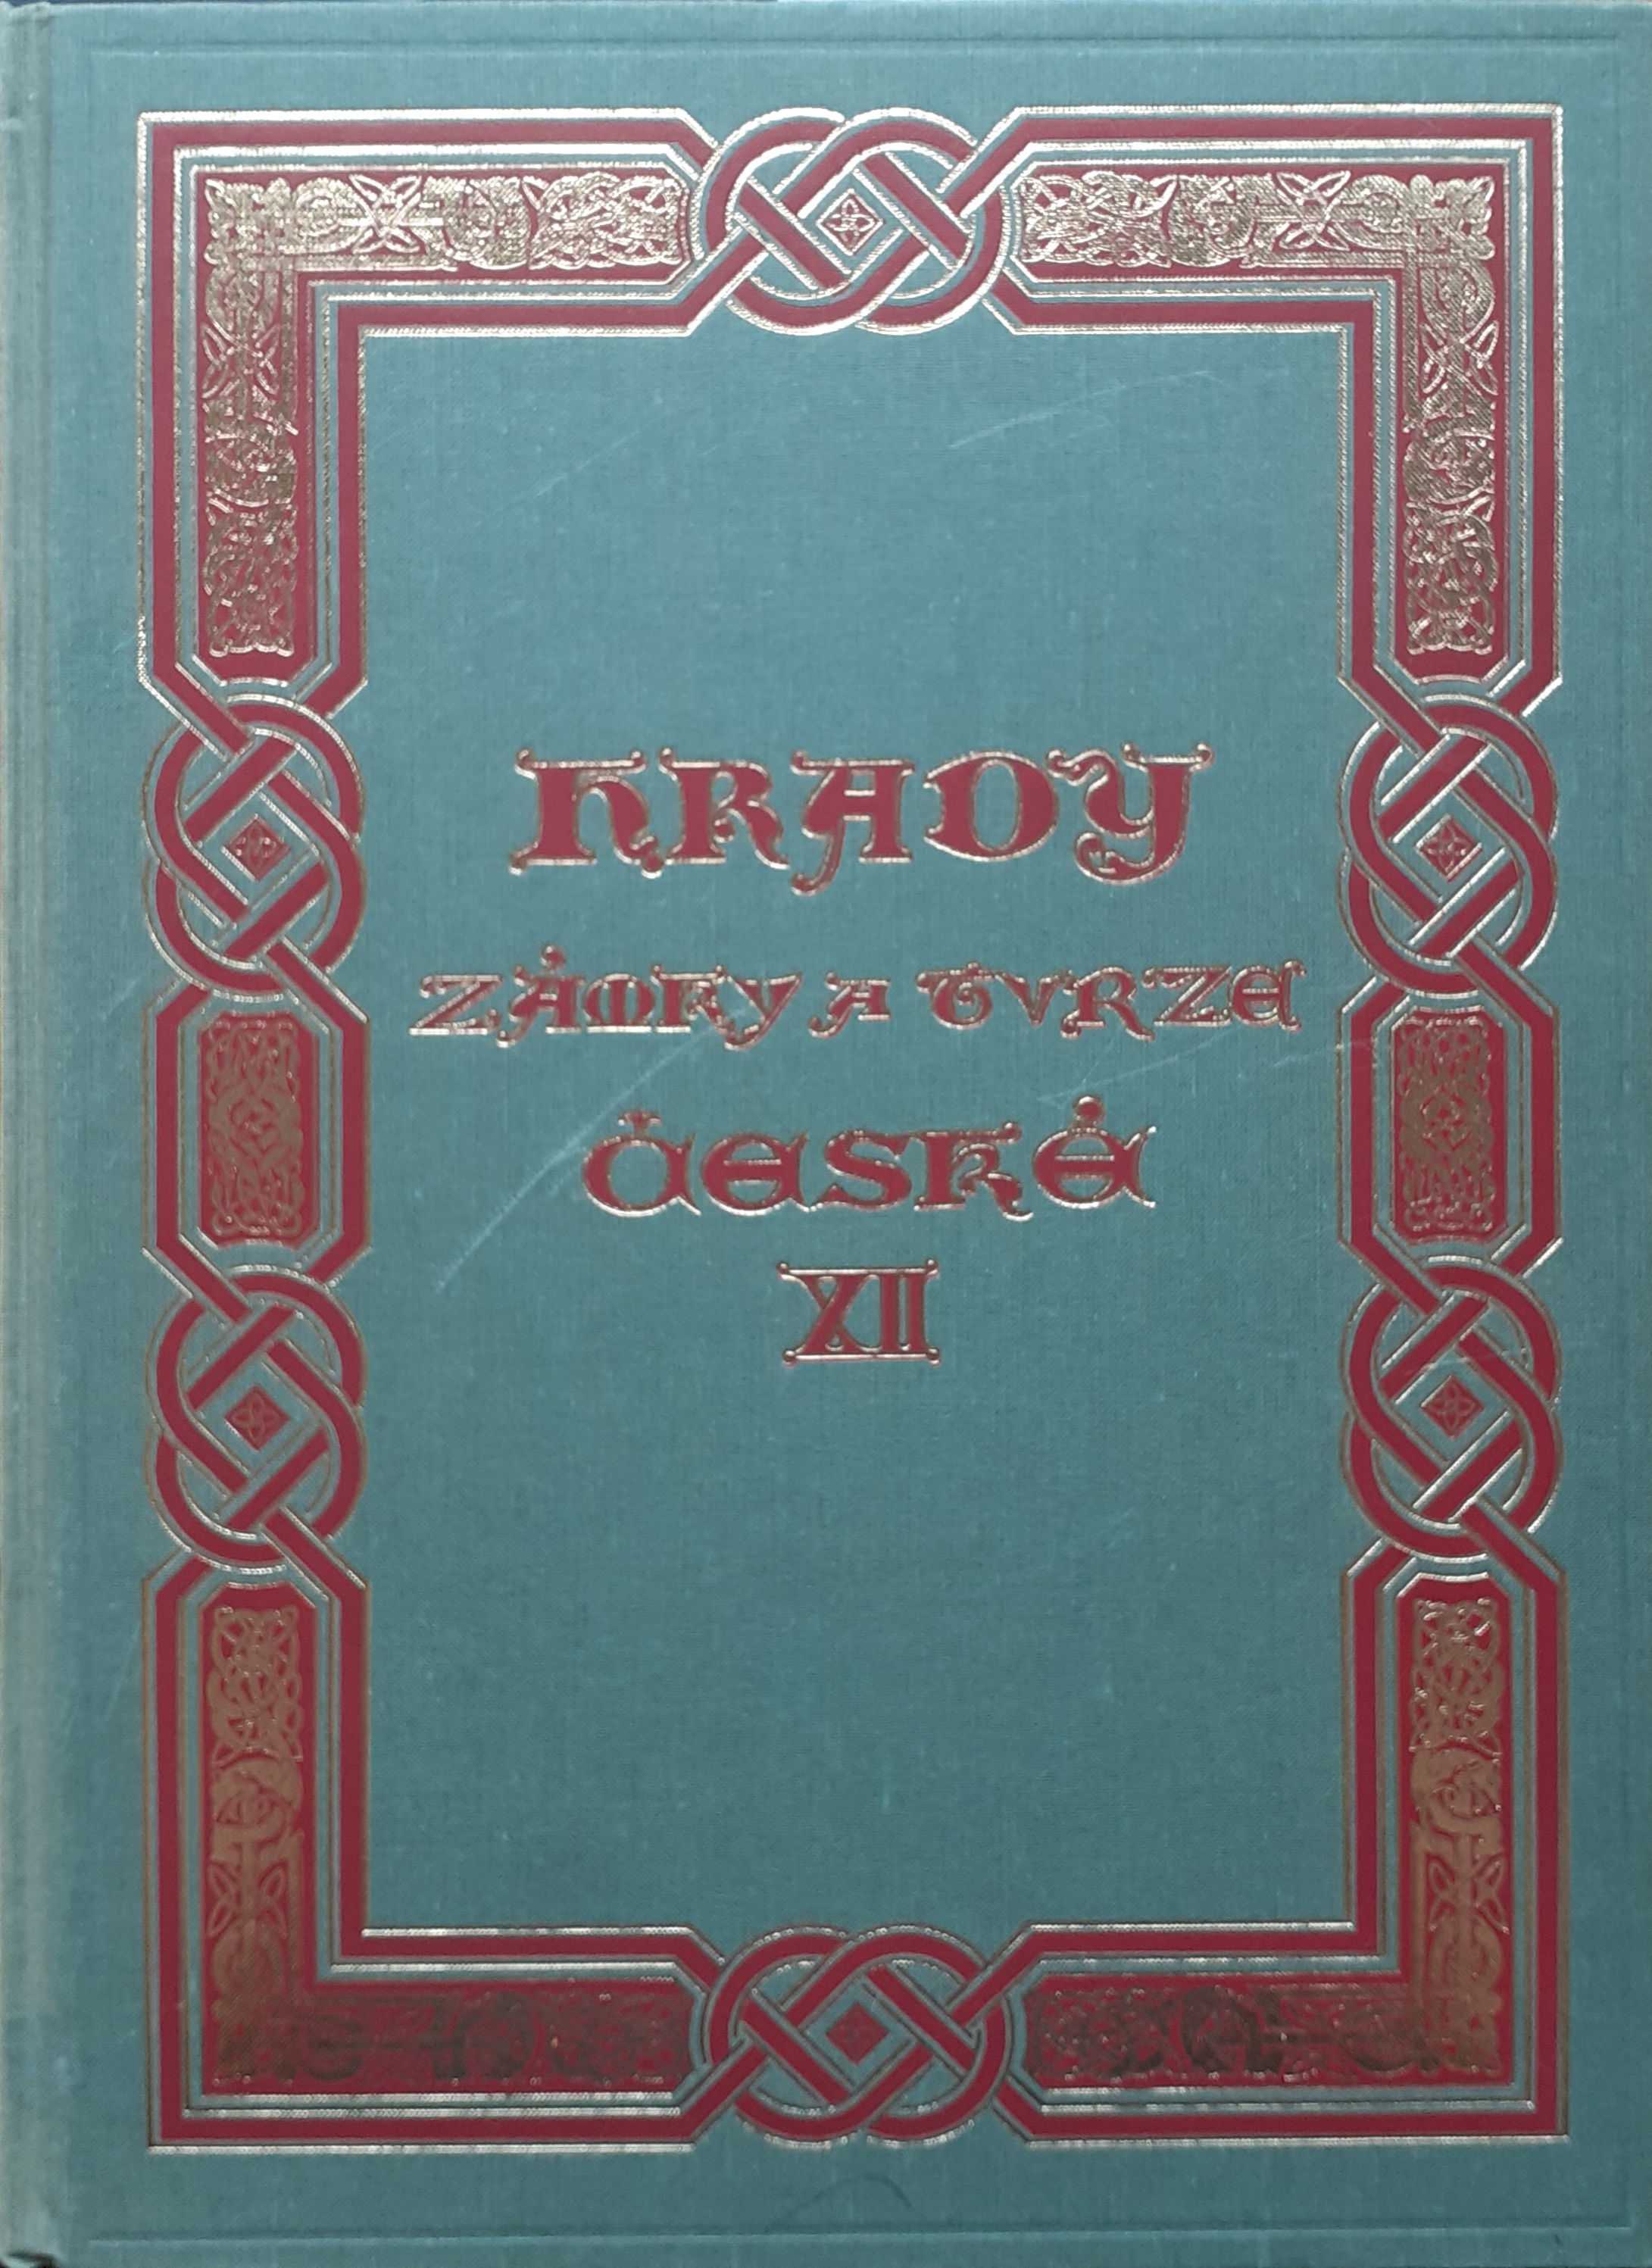 HRADY
ZÁMKY A TVRZE
ČESKÉ
XII